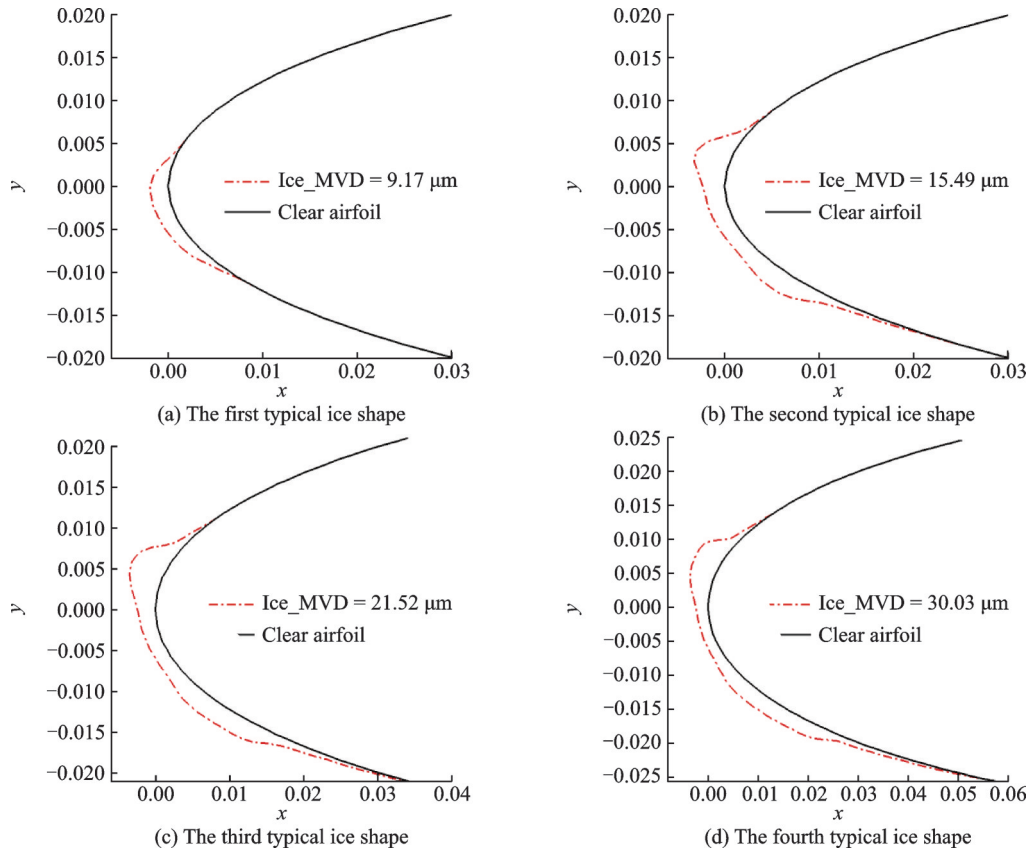 0.020
0.015
0.010
0.005
0.000
−0.005
−0.010
−0.015
−0.020
y
Ice_MVD = 9.17 μm
Clear airfoil
0.00 0.01 0.02 0.03
x
(a) The first typical ice shape
0.020
0.015
0.010
0.005
0.000
−0.005
−0.010
−0.015
−0.020
y
Ice_MVD = 15.49 μm
Clear airfoil
0.00 0.01 0.02 0.03
x
(b) The second typical ice shape
0.020
0.015
0.010
0.005
0.000
−0.005
−0.010
−0.015
−0.020
y
Ice_MVD = 21.52 μm
Clear airfoil
0.00 0.01 0.02 0.03 0.04
x
(c) The third typical ice shape
0.025
0.020
0.015
0.010
0.005
0.000
−0.005
−0.010
−0.015
−0.020
−0.025
y
Ice_MVD = 30.03 μm
Clear airfoil
0.00 0.01 0.02 0.03 0.04 0.05 0.06
x
(d) The fourth typical ice shape